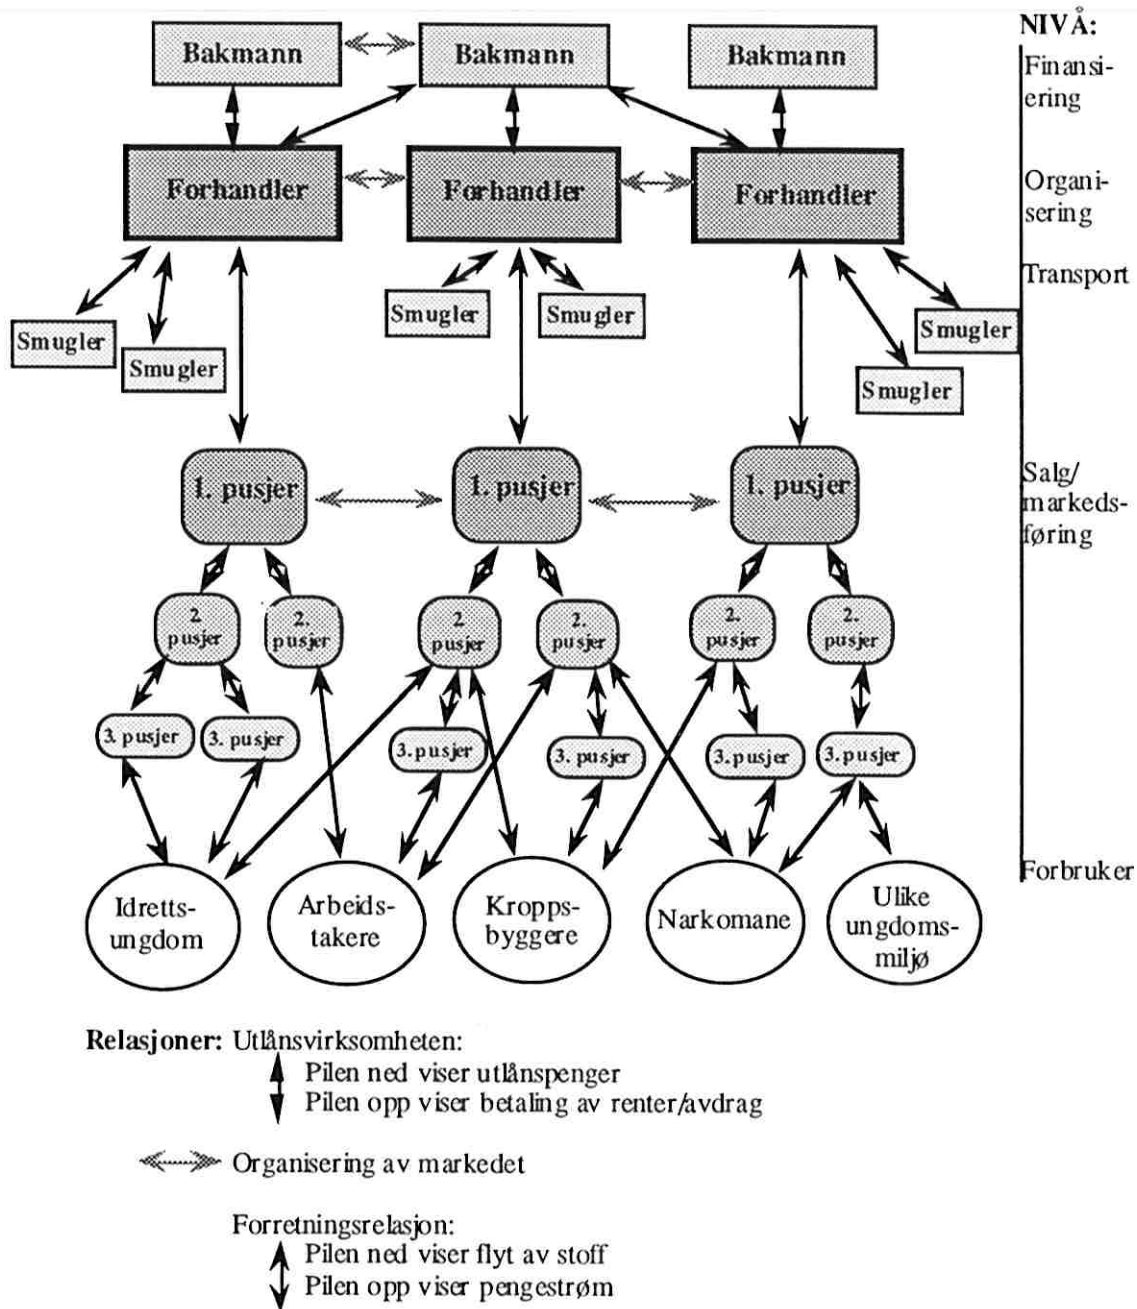 NIVÅ:
Bakmann
Bakmann
Bakmann
Finansi-
ering
Forhandler
Forhandler
Forhandler
Organi-
sering
Transport
Smugler
Smugler
Smugler
Smugler
Smugler
Smugler
1. pusjer
1. pusjer
1. pusjer
Salg/
markeds-
føring
2.
pusjer
2.
pusjer
2.
pusjer
2.
pusjer
2.
pusjer
2.
pusjer
3. pusjer
3. pusjer
3. pusjer
3. pusjer
3. pusjer
3. pusjer
Forbruker
Idretts-
ungdom
Arbeids-
takere
Kropps-
byggere
Narkomane
Ulike
ungdoms-
miljø
Relasjoner: Utlånsvirksomheten:
Pilen ned viser utlånspenger
Pilen opp viser betaling av renter/avdrag
Organisering av markedet
Forretningsrelasjon:
Pilen ned viser flyt av stoff
Pilen opp viser pengestrøm